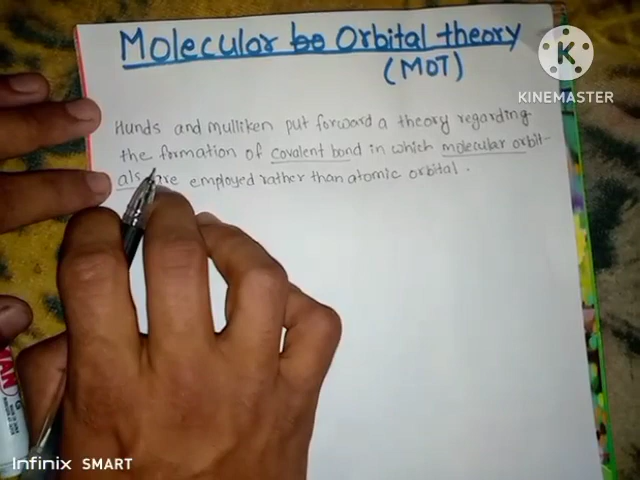 Molecular Orbital theory
(MOT)
K
KINEMASTER
Hunds and mulliken put forward a theory regarding
the formation of covalent bond in which molecular orbit-
als are employed rather than atomic orbital.
G
Infinix SMART